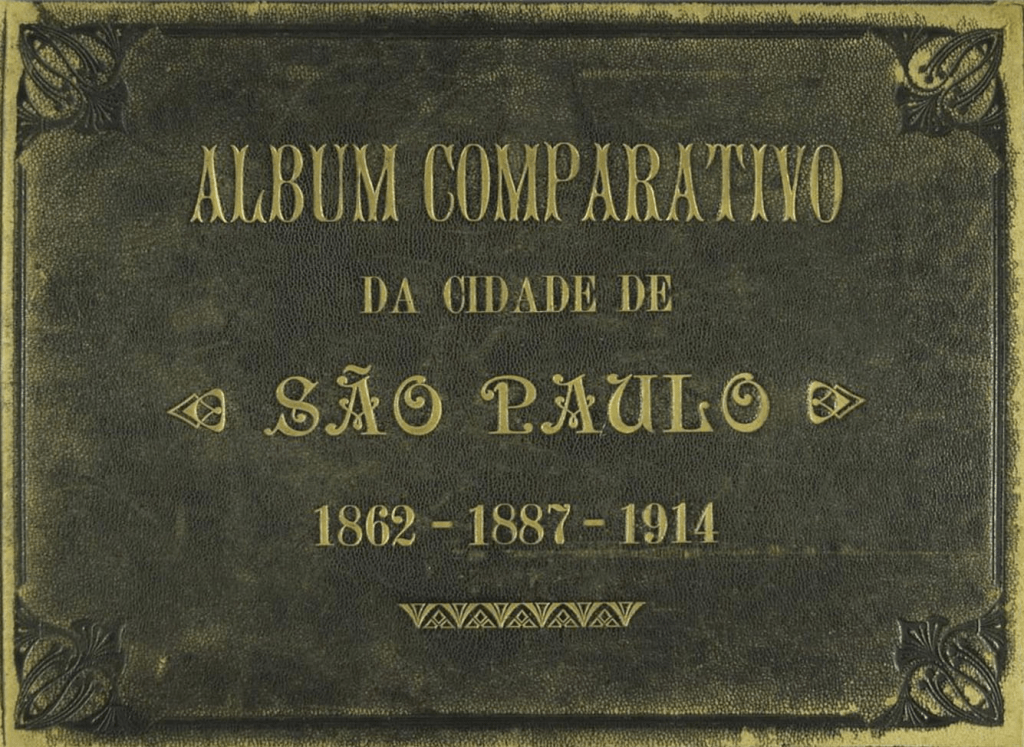 ALBUM COMPARATIVO
DA CIDADE DE
SÃO PAULO
1862 - 1887 - 1914